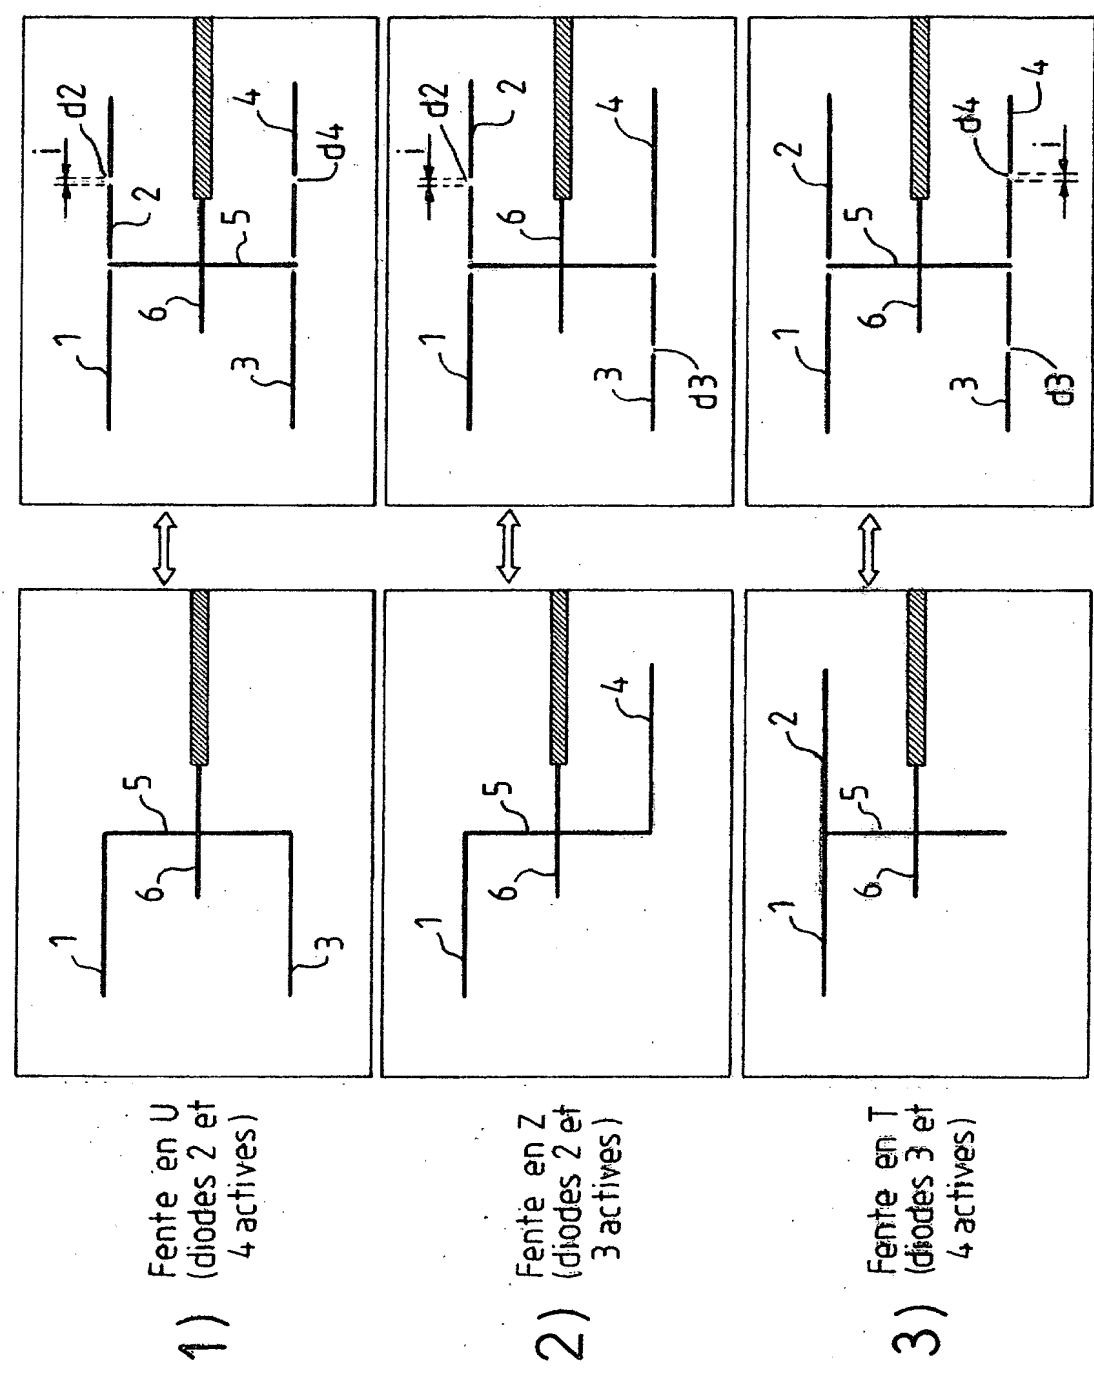 1)
Fente en U
(diodes 2 et
4 actives)
1
5
6
3
i
d2
1
2
6
5
3
4
d4
2)
Fente en Z
(diodes 2 et
3 actives)
1
5
6
4
i
d2
1
2
6
3
4
d3
3)
Fente en T
(diodes 3 et
4 actives)
1
2
5
6
1
2
5
6
3
d4
4
d3
i